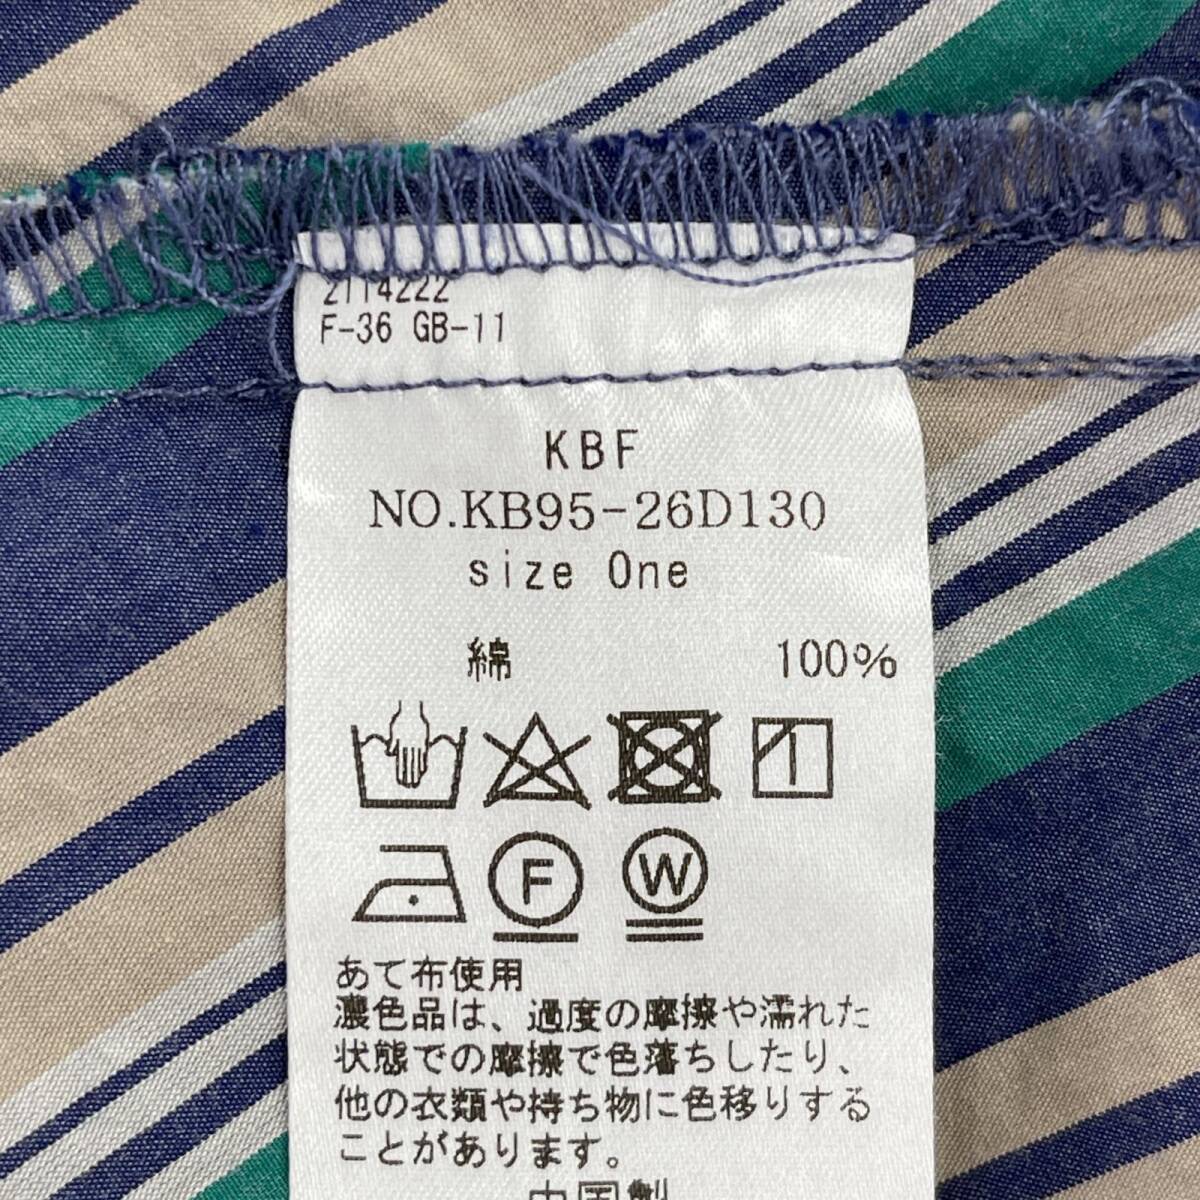 2114222
F-36 GB-11
KBF
NO.KB95-26D130
size One
綿 100%
F W
あて布使用
濃色品は、過度の摩擦や濡れた
状態での摩擦で色落ちしたり、
他の衣類や持ち物に色移りする
ことがあります。
中国製